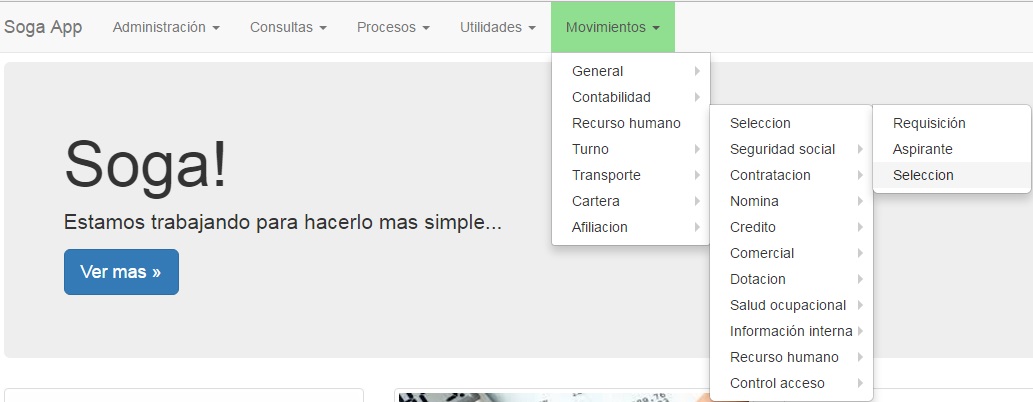 Soga App Administración Consultas Procesos Utilidades Movimientos
General
Contabilidad
Recurso humano
Turno
Transporte
Cartera
Afiliacion
Seleccion
Seguridad social
Contratacion
Nomina
Credito
Comercial
Dotacion
Salud ocupacional
Información interna
Recurso humano
Control acceso
Requisición
Aspirante
Seleccion
Soga!
Estamos trabajando para hacerlo mas simple...
Ver mas »